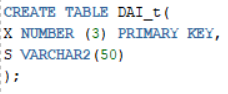 CREATE TABLE DAI_t(
X NUMBER (3) PRIMARY KEY,
S VARCHAR2(50)
);